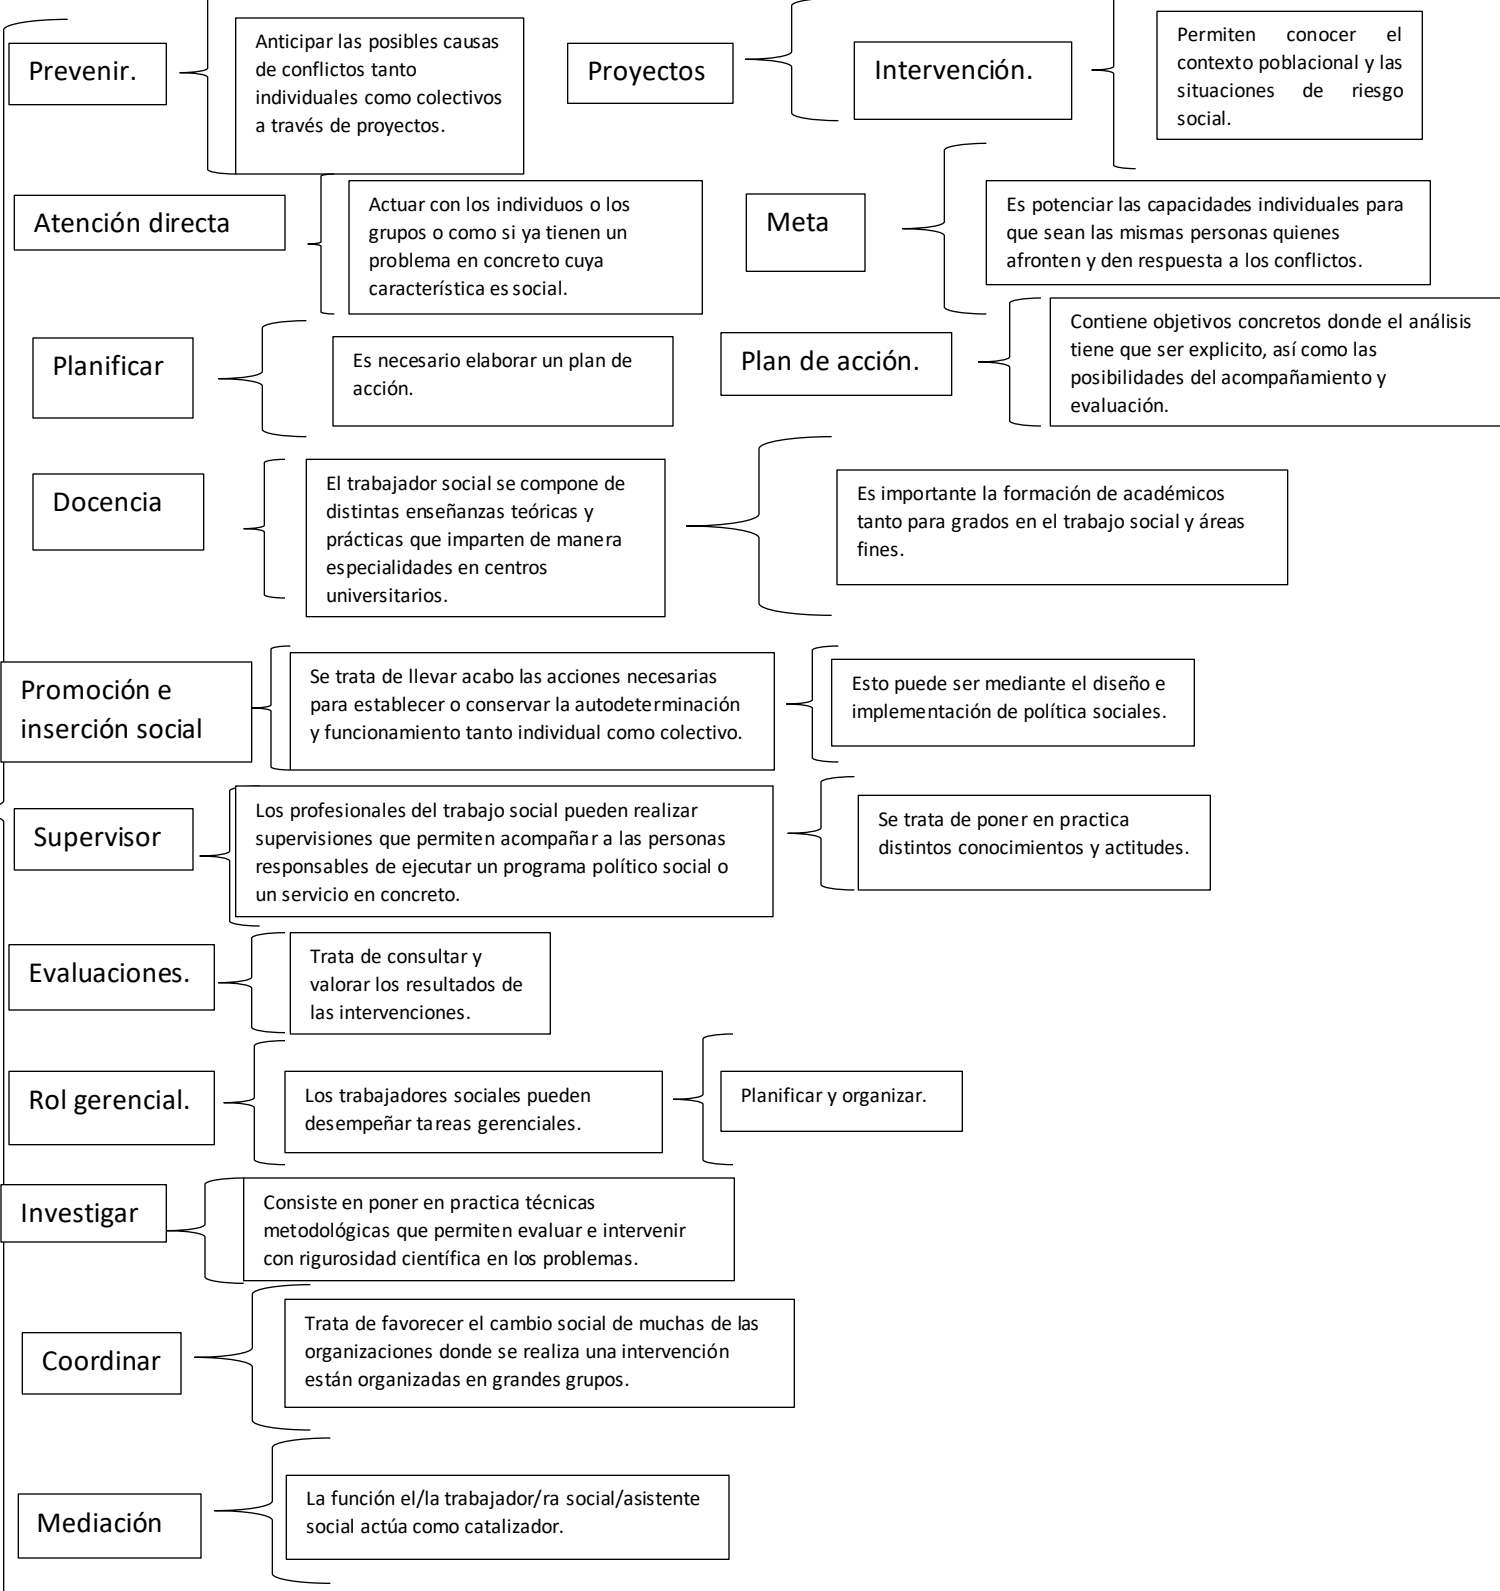 Prevenir.
Anticipar las posibles causas
de conflictos tanto
individuales como colectivos
a través de proyectos.
Proyectos
Intervención.
Permiten conocer el
contexto poblacional y las
situaciones de riesgo
social.
Atención directa
Actuar con los individuos o los
grupos o como si ya tienen un
problema en concreto cuya
característica es social.
Meta
Es potenciar las capacidades individuales para
que sean las mismas personas quienes
afronten y den respuesta a los conflictos.
Planificar
Es necesario elaborar un plan de
acción.
Plan de acción.
Contiene objetivos concretos donde el análisis
tiene que ser explicito, así como las
posibilidades del acompañamiento y
evaluación.
Docencia
El trabajador social se compone de
distintas enseñanzas teóricas y
prácticas que imparten de manera
especialidades en centros
universitarios.
Es importante la formación de académicos
tanto para grados en el trabajo social y áreas
fines.
Promoción e
inserción social
Se trata de llevar acabo las acciones necesarias
para establecer o conservar la autodeterminación
y funcionamiento tanto individual como colectivo.
Esto puede ser mediante el diseño e
implementación de política sociales.
Supervisor
Los profesionales del trabajo social pueden realizar
supervisiones que permiten acompañar a las personas
responsables de ejecutar un programa político social o
un servicio en concreto.
Se trata de poner en practica
distintos conocimientos y actitudes.
Evaluaciones.
Trata de consultar y
valorar los resultados de
las intervenciones.
Rol gerencial.
Los trabajadores sociales pueden
desempeñar tareas gerenciales.
Planificar y organizar.
Investigar
Consiste en poner en practica técnicas
metodológicas que permiten evaluar e intervenir
con rigurosidad científica en los problemas.
Coordinar
Trata de favorecer el cambio social de muchas de las
organizaciones donde se realiza una intervención
están organizadas en grandes grupos.
Mediación
La función el/la trabajador/ra social/asistente
social actúa como catalizador.